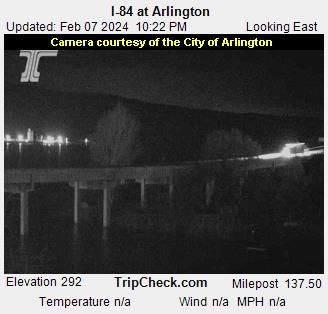 I-84 at Arlington
Updated: Feb 07 2024 10:22 PM Looking East
Camera courtesy of the City of Arlington
Elevation 292 TripCheck.com Milepost 137.50
Temperature n/a Wind n/a MPH n/a